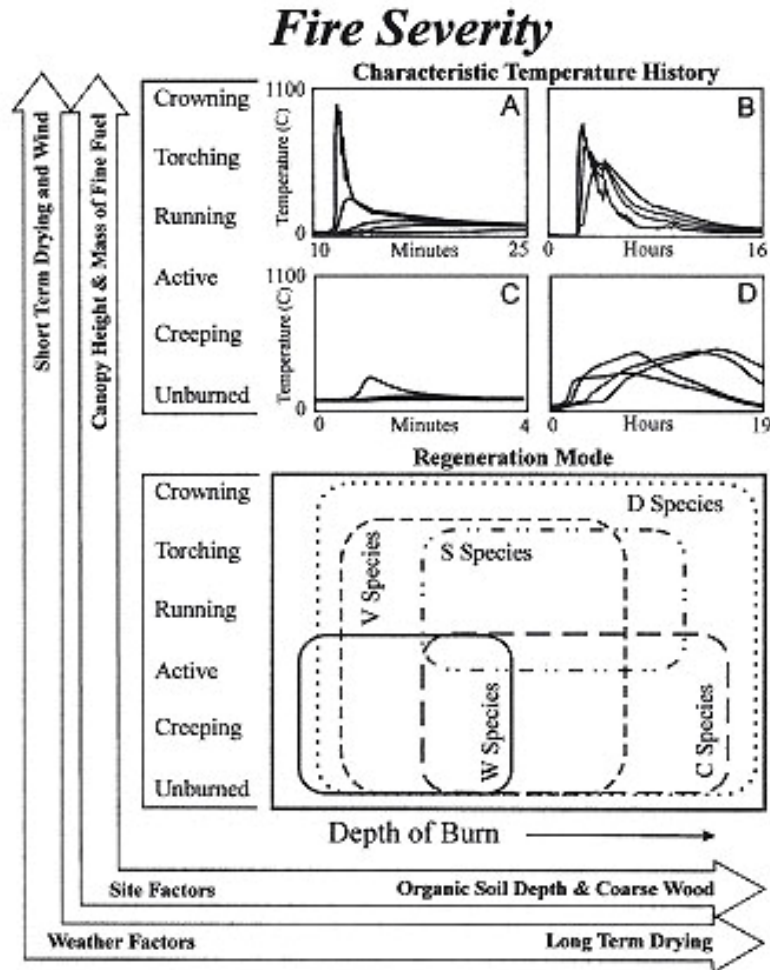 Fire Severity
Characteristic Temperature History
Short Term Drying and Wind
Canopy Height & Mass of Fine Fuel
Crowning
Torching
Running
Active
Creeping
Unburned
1100
Temperature (C)
0
A
10 Minutes 25
B
0 Hours 16
1100
Temperature (C)
0
C
0 Minutes 4
D
0 Hours 19
Regeneration Mode
Crowning
Torching
Running
Active
Creeping
Unburned
D Species
V Species
S Species
W Species
C Species
Depth of Burn
Site Factors Organic Soil Depth & Coarse Wood
Weather Factors Long Term Drying